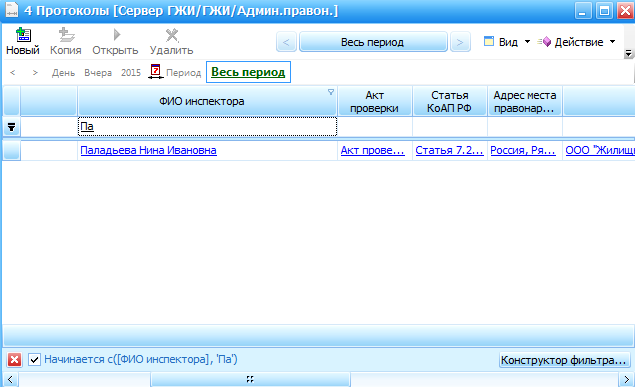 4 Протоколы [Сервер ГЖИ/ГЖИ/Админ.правон.]
Новый Копия Открыть Удалить < Весь период > Вид Действие
< > День Вчера 2015 Период Весь период
ФИО инспектора
Акт проверки
Статья КоАП РФ
Адрес места правонар...
Па
Паладьева Нина Ивановна Акт прове... Статья 7.2... Россия, Ря... ООО "Жилищ
Начинается с([ФИО инспектора], 'Па') Конструктор фильтра...